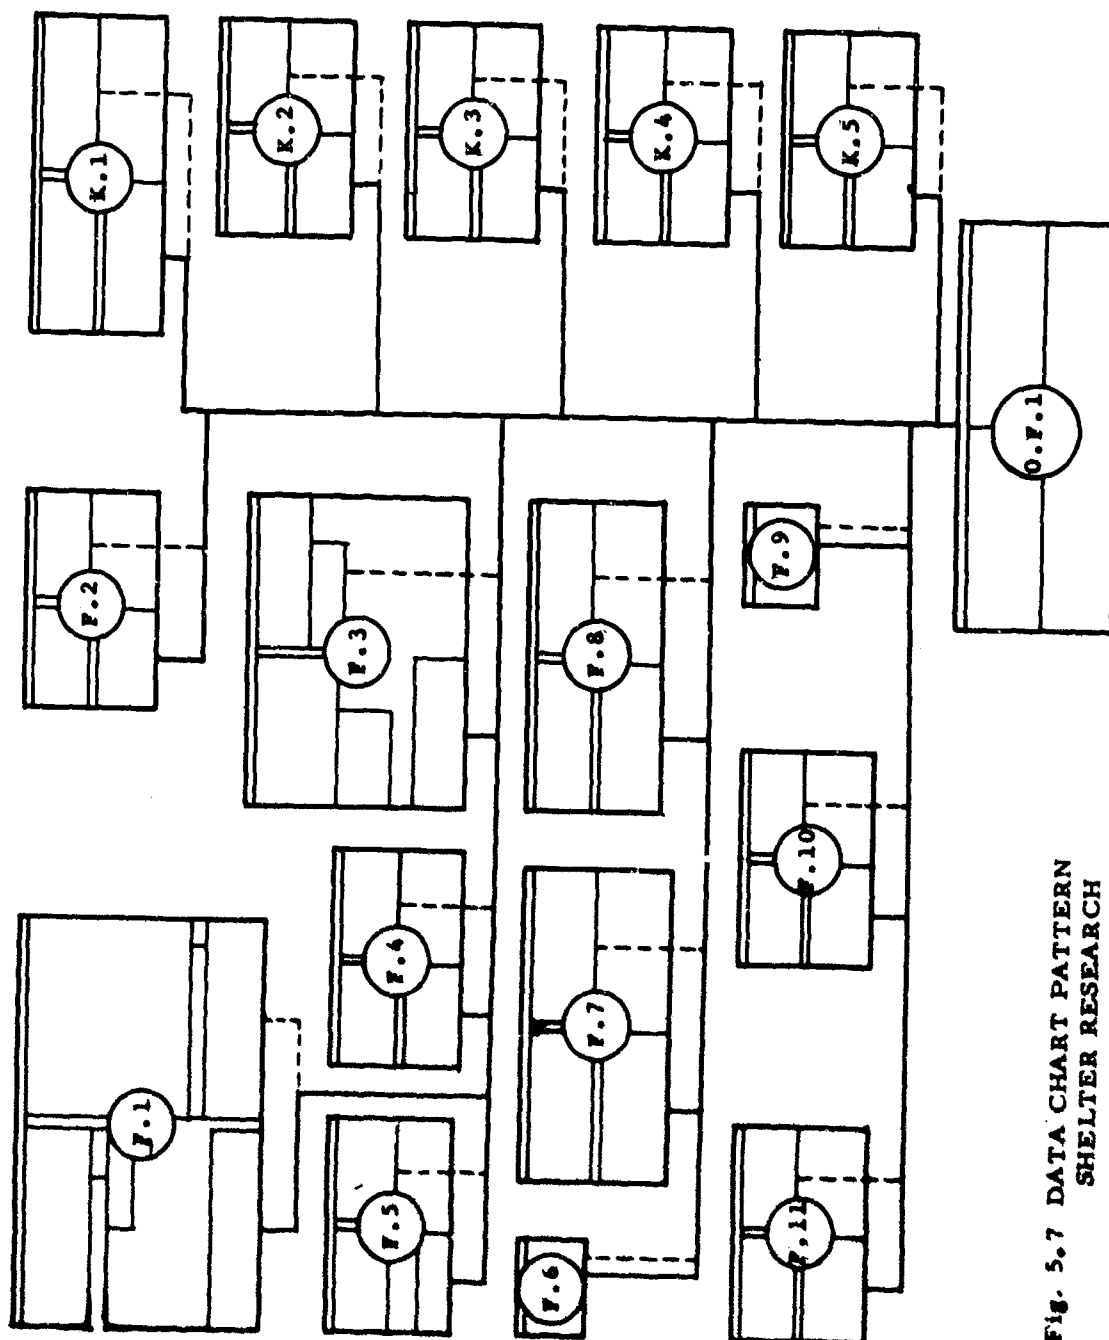 K.1
K.2
K.3
K.4
K.5
F.2
F.1
F.3
F.4
F.5
F.8
F.7
F.6
F.9
F.10
F.11
O.F.1
Fig. 5.7 DATA CHART PATTERN
SHELTER RESEARCH